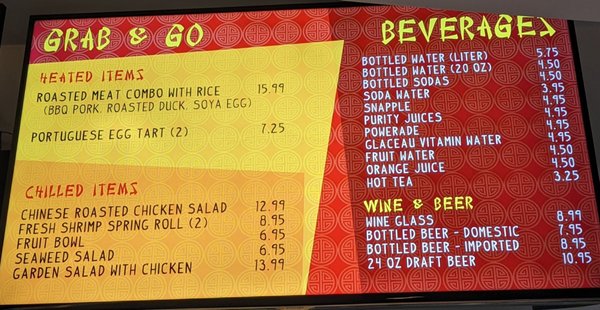 GRAB & GO
HEATED ITEMS
ROASTED MEAT COMBO WITH RICE 15.99
(BBQ PORK, ROASTED DUCK, SOYA EGG)
PORTUGUESE EGG TART (2) 7.25
CHILLED ITEMS
CHINESE ROASTED CHICKEN SALAD 12.99
FRESH SHRIMP SPRING ROLL (2) 8.95
FRUIT BOWL 6.95
SEAWEED SALAD 6.95
GARDEN SALAD WITH CHICKEN 13.99
BEVERAGES
BOTTLED WATER (LITER) 5.75
BOTTLED WATER (20 OZ) 4.50
BOTTLED SODAS 4.50
SODA WATER 3.95
SNAPPLE 4.95
PURITY JUICES 4.95
POWERADE 4.95
GLACEAU VITAMIN WATER 4.95
FRUIT WATER 4.50
ORANGE JUICE 4.50
HOT TEA 3.25
WINE & BEER
WINE GLASS 8.99
BOTTLED BEER - DOMESTIC 7.95
BOTTLED BEER - IMPORTED 8.95
24 OZ DRAFT BEER 10.95